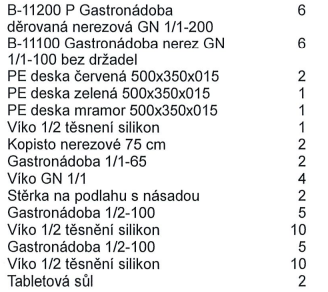 B-11200 P Gastronádoba 6
děrovaná nerezová GN 1/1-200
B-11100 Gastronádoba nerez GN 6
1/1-100 bez držadel
PE deska červená 500x350x015 2
PE deska zelená 500x350x015 1
PE deska mramor 500x350x015 1
Víko 1/2 těsnení silikon 1
Kopisto nerezové 75 cm 2
Gastronádoba 1/1-65 2
Víko GN 1/1 4
Stěrka na podlahu s násadou 2
Gastronádoba 1/2-100 5
Víko 1/2 těsnění silikon 10
Gastronádoba 1/2-100 5
Víko 1/2 těsnění silikon 10
Tabletová sůl 2